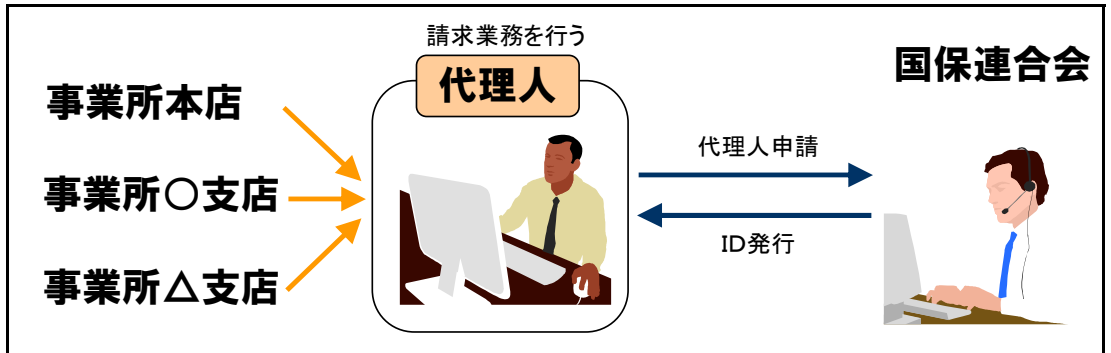 請求業務を行う
代理人
国保連合会
事業所本店
事業所○支店
事業所△支店
代理人申請
ID発行